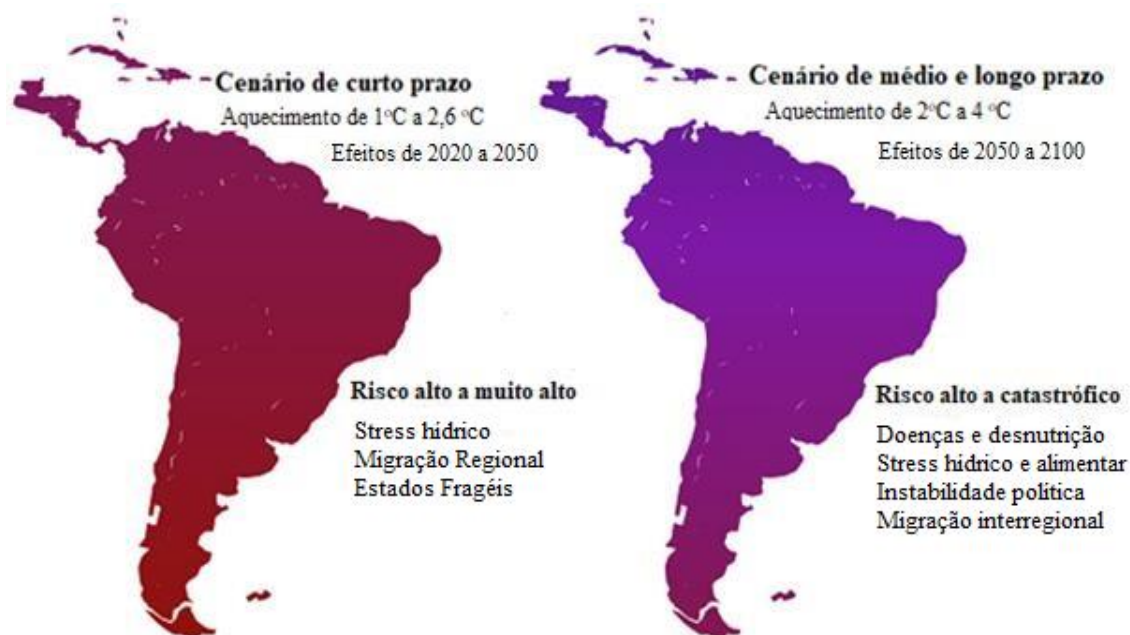 Cenário de curto prazo
Aquecimento de 1°C a 2,6 °C
Efeitos de 2020 a 2050
Risco alto a muito alto
Stress hídrico
Migração Regional
Estados Fragéis
Cenário de médio e longo prazo
Aquecimento de 2°C a 4 °C
Efeitos de 2050 a 2100
Risco alto a catastrófico
Doenças e desnutrição
Stress hídrico e alimentar
Instabilidade política
Migração interregional